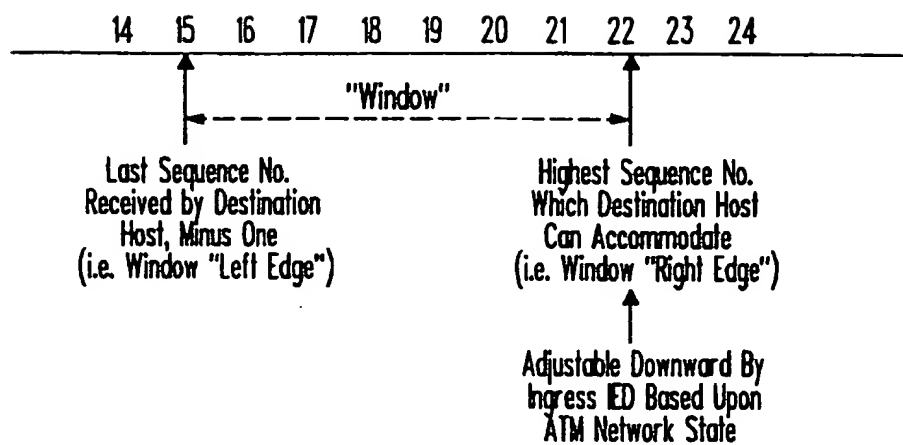 14 15 16 17 18 19 20 21 22 23 24
"Window"
Last Sequence No.
Received by Destination
Host, Minus One
(i.e. Window "Left Edge")
Highest Sequence No.
Which Destination Host
Can Accommodate
(i.e. Window "Right Edge")
Adjustable Downward By
Ingress IED Based Upon
ATM Network State